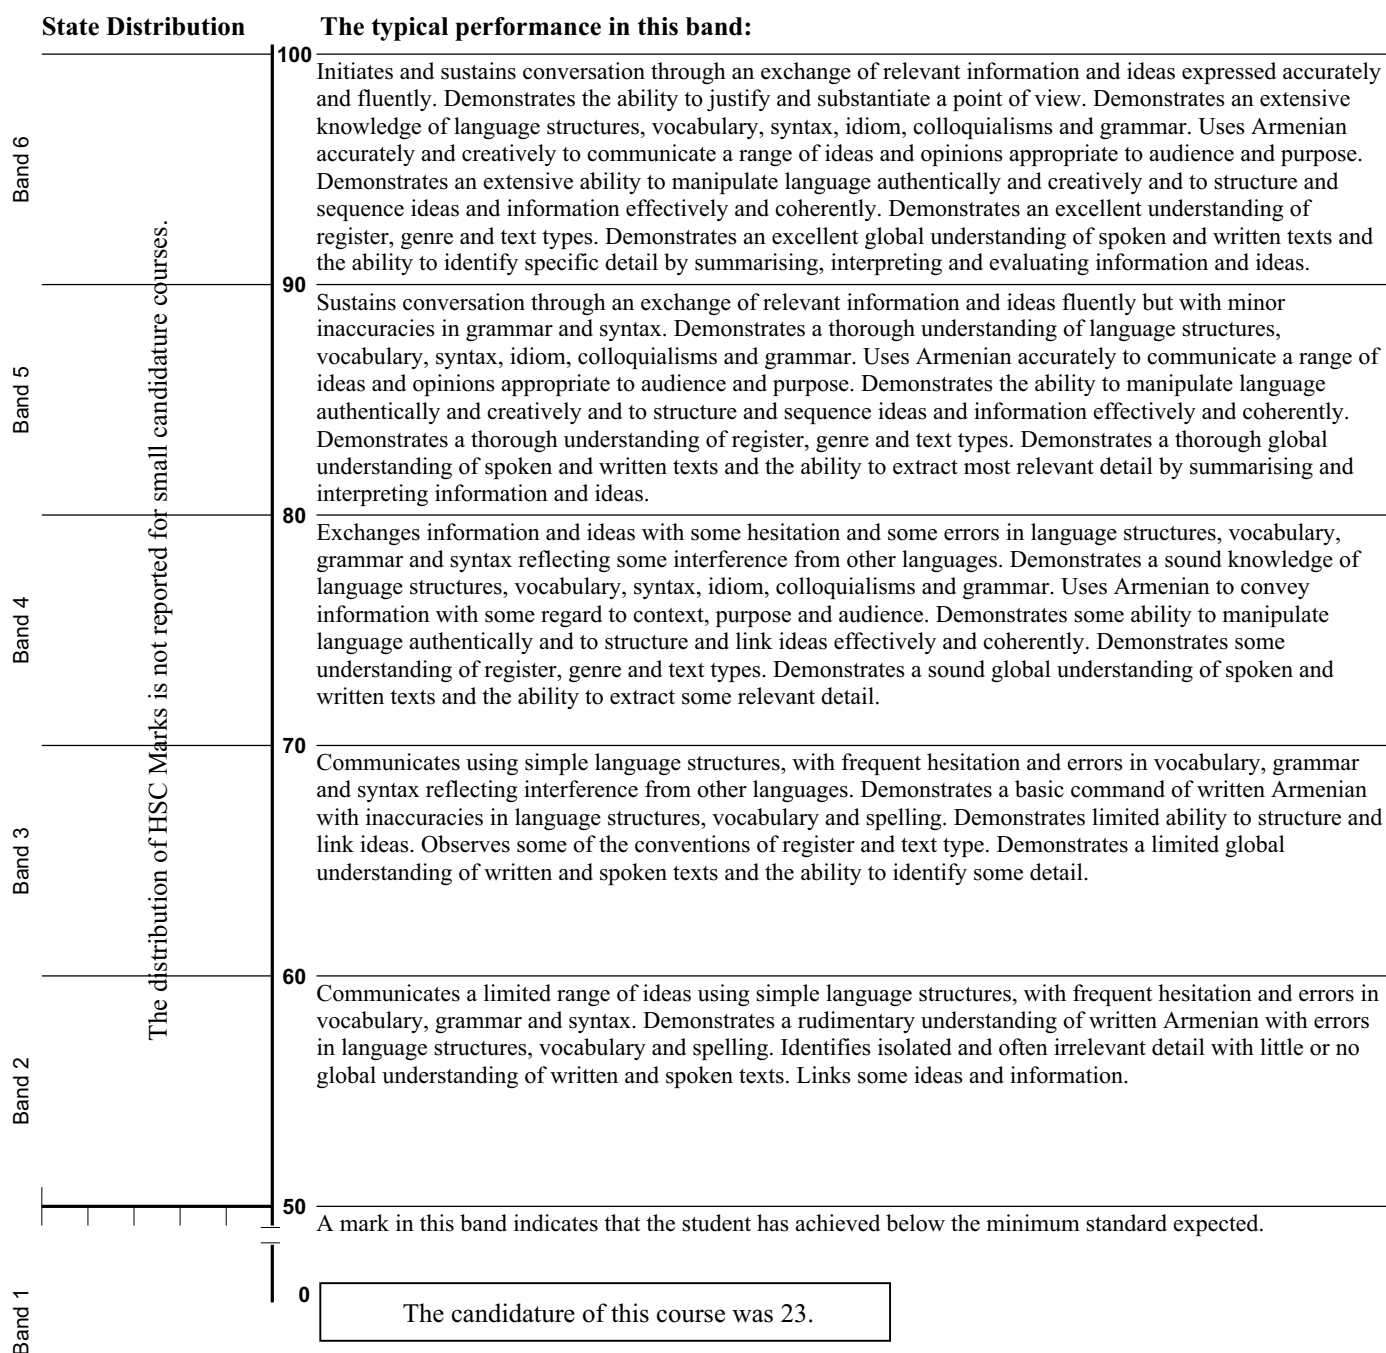 State Distribution
The typical performance in this band:
100
Band 6
Initiates and sustains conversation through an exchange of relevant information and ideas expressed accurately
and fluently. Demonstrates the ability to justify and substantiate a point of view. Demonstrates an extensive
knowledge of language structures, vocabulary, syntax, idiom, colloquialisms and grammar. Uses Armenian
accurately and creatively to communicate a range of ideas and opinions appropriate to audience and purpose.
Demonstrates an extensive ability to manipulate language authentically and creatively and to structure and
sequence ideas and information effectively and coherently. Demonstrates an excellent understanding of
register, genre and text types. Demonstrates an excellent global understanding of spoken and written texts and
the ability to identify specific detail by summarising, interpreting and evaluating information and ideas.
The distribution of HSC Marks is not reported for small candidature courses.
90
Band 5
Sustains conversation through an exchange of relevant information and ideas fluently but with minor
inaccuracies in grammar and syntax. Demonstrates a thorough understanding of language structures,
vocabulary, syntax, idiom, colloquialisms and grammar. Uses Armenian accurately to communicate a range of
ideas and opinions appropriate to audience and purpose. Demonstrates the ability to manipulate language
authentically and creatively and to structure and sequence ideas and information effectively and coherently.
Demonstrates a thorough understanding of register, genre and text types. Demonstrates a thorough global
understanding of spoken and written texts and the ability to extract most relevant detail by summarising and
interpreting information and ideas.
80
Band 4
Exchanges information and ideas with some hesitation and some errors in language structures, vocabulary,
grammar and syntax reflecting some interference from other languages. Demonstrates a sound knowledge of
language structures, vocabulary, syntax, idiom, colloquialisms and grammar. Uses Armenian to convey
information with some regard to context, purpose and audience. Demonstrates some ability to manipulate
language authentically and to structure and link ideas effectively and coherently. Demonstrates some
understanding of register, genre and text types. Demonstrates a sound global understanding of spoken and
written texts and the ability to extract some relevant detail.
70
Band 3
Communicates using simple language structures, with frequent hesitation and errors in vocabulary, grammar
and syntax reflecting interference from other languages. Demonstrates a basic command of written Armenian
with inaccuracies in language structures, vocabulary and spelling. Demonstrates limited ability to structure and
link ideas. Observes some of the conventions of register and text type. Demonstrates a limited global
understanding of written and spoken texts and the ability to identify some detail.
60
Band 2
Communicates a limited range of ideas using simple language structures, with frequent hesitation and errors in
vocabulary, grammar and syntax. Demonstrates a rudimentary understanding of written Armenian with errors
in language structures, vocabulary and spelling. Identifies isolated and often irrelevant detail with little or no
global understanding of written and spoken texts. Links some ideas and information.
50
A mark in this band indicates that the student has achieved below the minimum standard expected.
0
Band 1
The candidature of this course was 23.